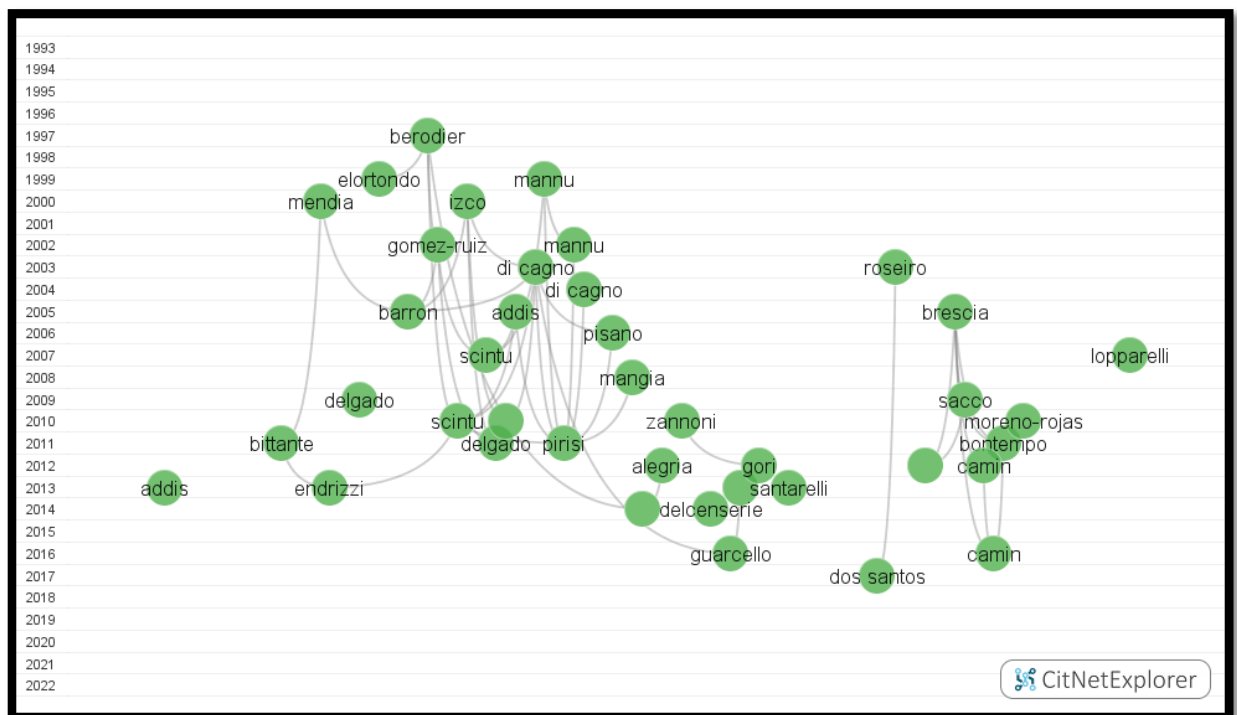 1993
1994
1995
1996
1997 berodier
1998
1999 elortondo mannu
2000 mendia izco
2001
2002 gomez-ruiz mannu
2003 di cagno roseiro
2004 di cagno
2005 barron addis brescia
2006 pisano
2007 scintu lopparelli
2008 mangia
2009 delgado sacco
2010 scintu zannoni moreno-rojas
2011 bittante delgado pirisi bontempo
2012 alegria gori camin
2013 addis endrizzi santarelli
2014 delcenserie
2015
2016 guarcello camin
2017 dos santos
2018
2019
2020
2021
2022
CitNetExplorer